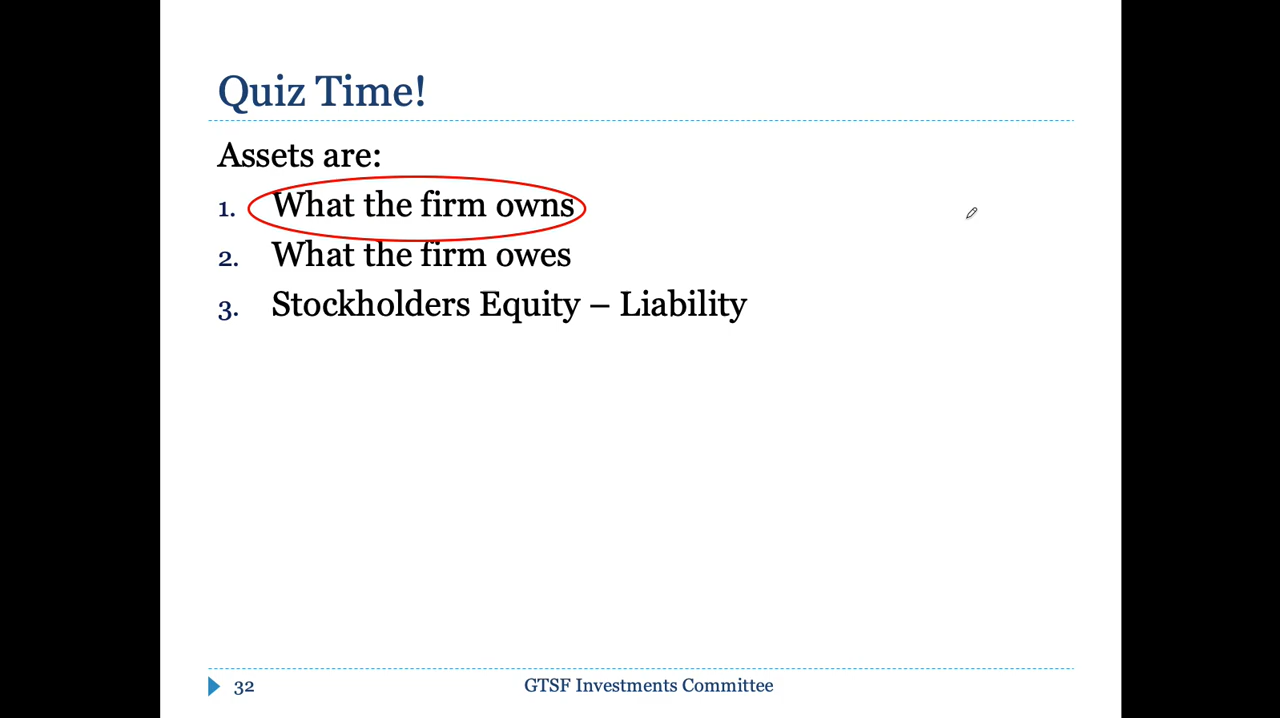 Quiz Time!
Assets are:
1. What the firm owns
2. What the firm owes
3. Stockholders Equity – Liability
32 GTSF Investments Committee